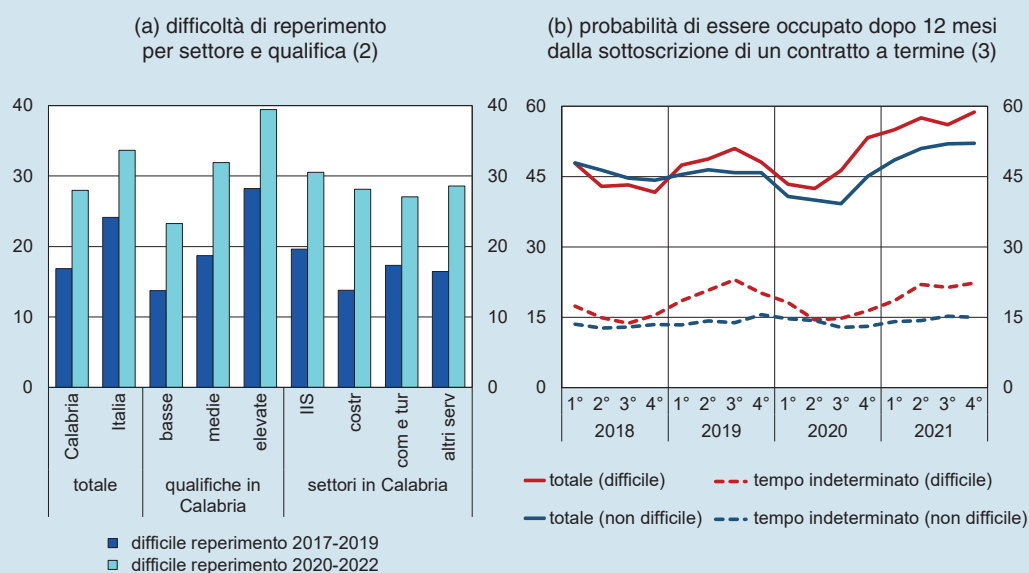 (a) difficoltà di reperimento
per settore e qualifica (2)
40 40
30 30
20 20
10 10
0 0
Calabria
Italia
basse
medie
elevate
IIS
costr
com e tur
altri serv
totale
qualifiche in
Calabria
settori in Calabria
difficile reperimento 2017-2019
difficile reperimento 2020-2022
(b) probabilità di essere occupato dopo 12 mesi
dalla sottoscrizione di un contratto a termine (3)
60 60
45 45
30 30
15 15
0 0
1° 2° 3° 4° 1° 2° 3° 4° 1° 2° 3° 4° 1° 2° 3° 4°
2018 2019 2020 2021
totale (difficile) tempo indeterminato (difficile)
totale (non difficile) tempo indeterminato (non difficile)